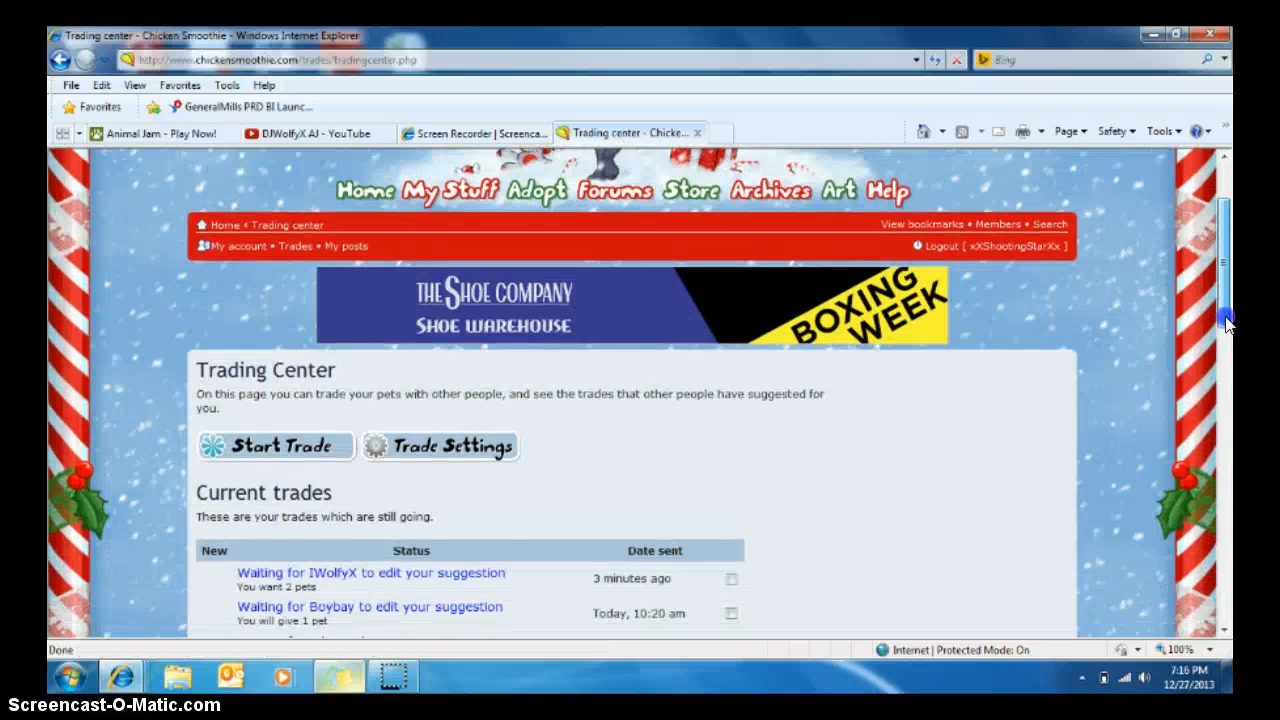 Trading center - Chicken Smoothie - Windows Internet Explorer
http://www.chickensmoothie.com/trades/tradingcenter.php
Bing
File Edit View Favorites Tools Help
Favorites GeneralMills PRD BI Launc...
Animal Jam - Play Now! DJWolfyX AJ - YouTube Screen Recorder | Screenca... Trading center - Chicke... x Page Safety Tools
Home My Stuff Adopt Forums Store Archives Art Help
Home ‹ Trading center View bookmarks • Members • Search
My account • Trades • My posts Logout [ xXShootingStarXx ]
THE SHOE COMPANY
SHOE WAREHOUSE
BOXING
WEEK
Trading Center
On this page you can trade your pets with other people, and see the trades that other people have suggested for
you.
Start Trade Trade Settings
Current trades
These are your trades which are still going.
New Status Date sent
Waiting for IWolfyX to edit your suggestion
You want 2 pets
3 minutes ago
Waiting for Boybay to edit your suggestion
You will give 1 pet
Today, 10:20 am
Done Internet | Protected Mode: On 100%
7:16 PM
12/27/2013
Screencast-O-Matic.com